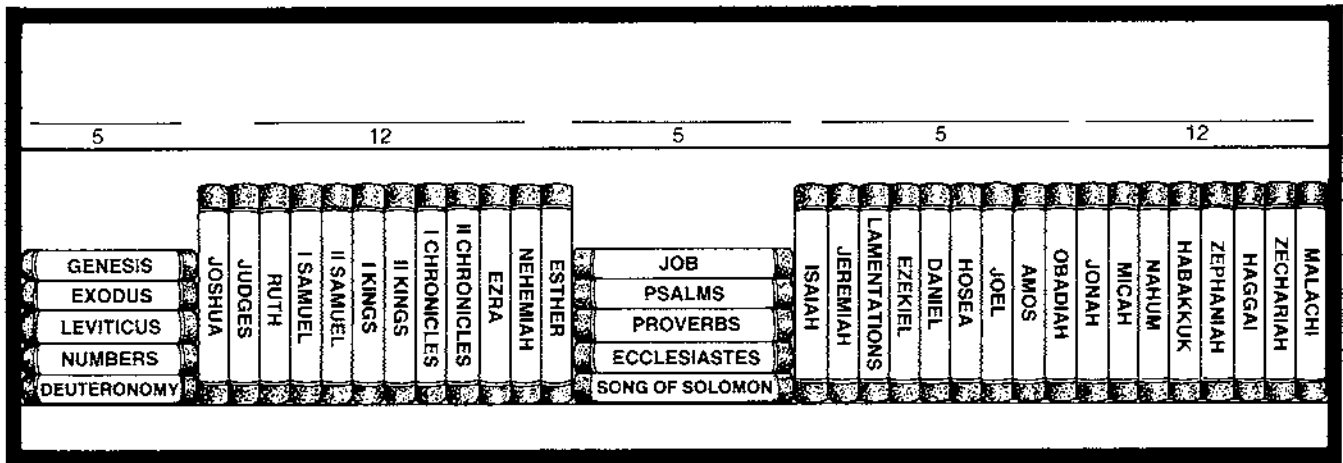 5
12
5
5
12
GENESIS
EXODUS
LEVITICUS
NUMBERS
DEUTERONOMY
JOSHUA
JUDGES
RUTH
I SAMUEL
II SAMUEL
I KINGS
II KINGS
I CHRONICLES
II CHRONICLES
EZRA
NEHEMIAH
ESTHER
JOB
PSALMS
PROVERBS
ECCLESIASTES
SONG OF SOLOMON
ISAIAH
JEREMIAH
LAMENTATIONS
EZEKIEL
DANIEL
HOSEA
JOEL
AMOS
OBADIAH
JONAH
MICAH
NAHUM
HABAKKUK
ZEPHANIAH
HAGGAI
ZECHARIAH
MALACHI